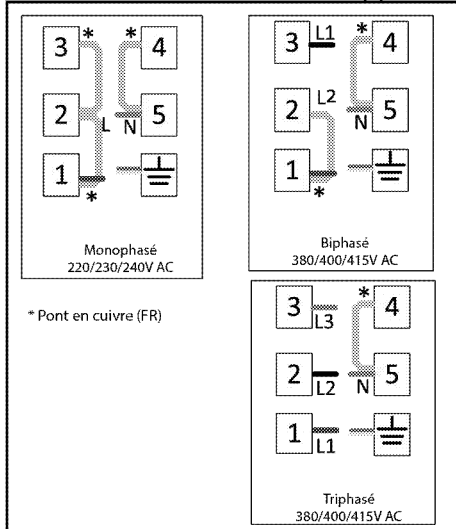 3 * * 4
2 L N 5
1 *
Monophasé
220/230/240V AC
* Pont en cuivre (FR)
3 L1 * 4
2 L2 N 5
1 *
Biphasé
380/400/415V AC
3 L3 * 4
2 L2 N 5
1 L1
Triphasé
380/400/415V AC